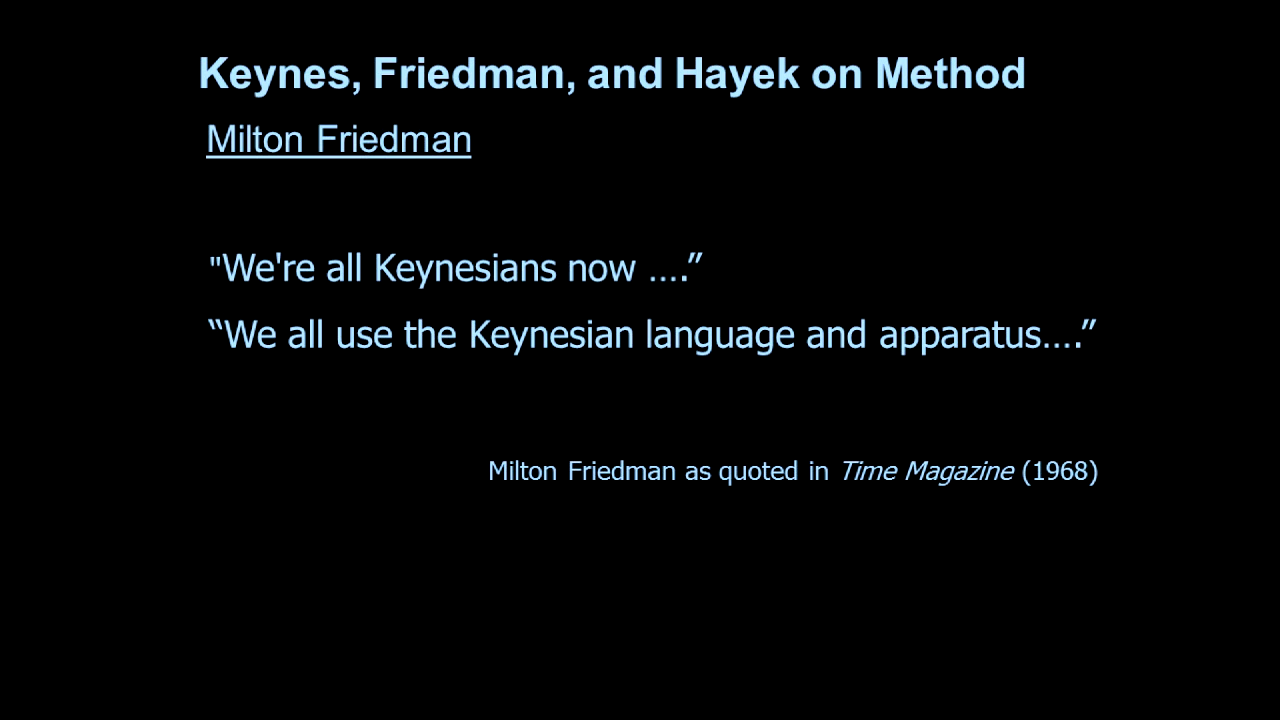 Keynes, Friedman, and Hayek on Method
Milton Friedman
"We're all Keynesians now ….”
“We all use the Keynesian language and apparatus….”
Milton Friedman as quoted in Time Magazine (1968)